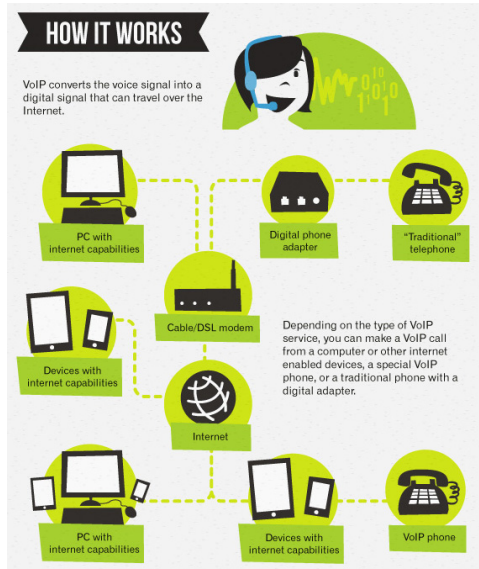 HOW IT WORKS
VoIP converts the voice signal into a
digital signal that can travel over the
Internet.
PC with
internet capabilities
Digital phone
adapter
“Traditional”
telephone
Cable/DSL modem
Devices with
internet capabilities
Depending on the type of VoIP
service, you can make a VoIP call
from a computer or other internet
enabled devices, a special VoIP
phone, or a traditional phone with a
digital adapter.
Internet
PC with
internet capabilities
Devices with
internet capabilities
VoIP phone